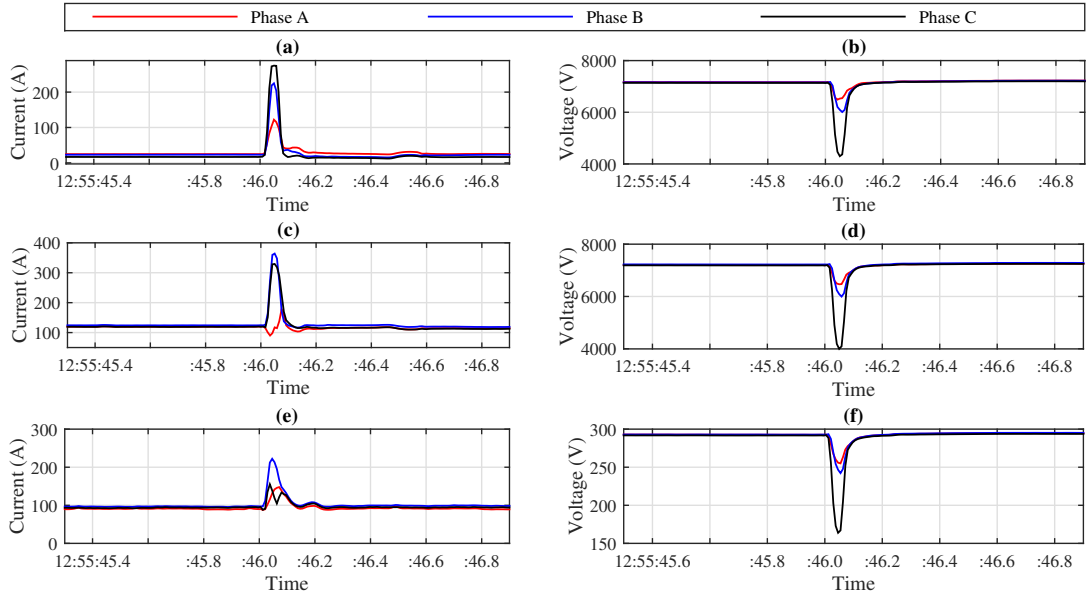 Phase A Phase B Phase C
(a)
Current (A)
200
100
0
12:55:45.4 :45.8 :46.0 :46.2 :46.4 :46.6 :46.8
Time
(b)
Voltage (V)
8000
6000
4000
12:55:45.4 :45.8 :46.0 :46.2 :46.4 :46.6 :46.8
Time
(c)
Current (A)
400
300
200
100
12:55:45.4 :45.8 :46.0 :46.2 :46.4 :46.6 :46.8
Time
(d)
Voltage (V)
8000
6000
4000
12:55:45.4 :45.8 :46.0 :46.2 :46.4 :46.6 :46.8
Time
(e)
Current (A)
300
200
100
0
12:55:45.4 :45.8 :46.0 :46.2 :46.4 :46.6 :46.8
Time
(f)
Voltage (V)
300
250
200
150
12:55:45.6 :45.8 :46.0 :46.2 :46.4 :46.6 :46.8
Time